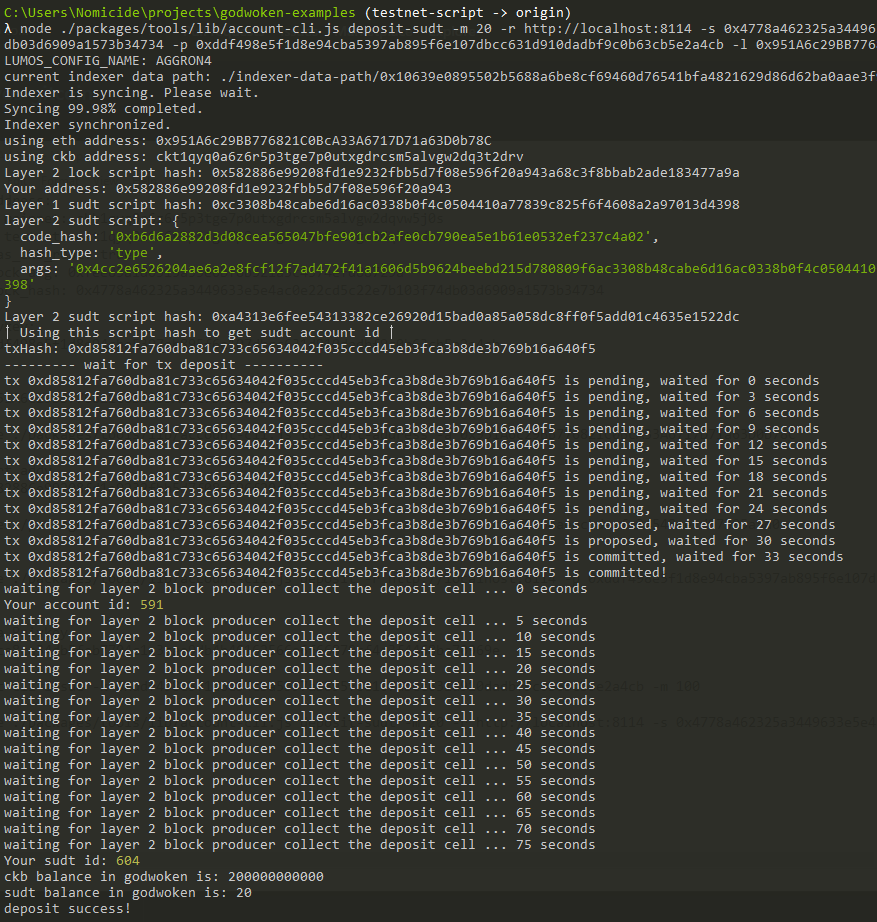 C:\Users\Nomicide\projects\godwoken-examples (testnet-script -> origin)
λ node ./packages/tools/lib/account-cli.js deposit-sudt -m 20 -r http://localhost:8114 -s 0x4778a462325a34496
db03d6909a1573b34734 -p 0xddf498e5f1d8e94cba5397ab895f6e107dbcc631d910dadbf9c0b63cb5e2a4cb -l 0x951A6c29BB776
LUMOS_CONFIG_NAME: AGGRON4
current indexer data path: ./indexer-data-path/0x10639e0895502b5688a6be8cf69460d76541bfa4821629d86d62ba0aae3f
Indexer is syncing. Please wait.
Syncing 99.98% completed.
Indexer synchronized.
using eth address: 0x951A6c29BB776821C0BcA33A6717D71a63D0b78C
using ckb address: ckt1qyq0a6z6r5p3tge7p0utxgdrcsm5alvgw2dq3t2drv
Layer 2 lock script hash: 0x582886e99208fd1e9232fbb5d7f08e596f20a943a68c3f8bbab2ade183477a9a
Your address: 0x582886e99208fd1e9232fbb5d7f08e596f20a943
Layer 1 sudt script hash: 0xc3308b48cabe6d16ac0338b0f4c0504410a77839c825f6f4608a2a97013d4398
layer 2 sudt script: {
  code_hash: '0xb6d6a2882d3d08cea565047bfe901cb2afe0cb790ea5e1b61e0532ef237c4a02',
  hash_type: 'type',
  args: '0x4cc2e6526204ae6a2e8fcf12f7ad472f41a1606d5b9624beebd215d780809f6ac3308b48cabe6d16ac0338b0f4c0504410
398'
}
Layer 2 sudt script hash: 0xa4313e6fee54313382ce26920d15bad0a85a058dc8ff0f5add01c4635e1522dc
↑ Using this script hash to get sudt account id ↑
txHash: 0xd85812fa760dba81c733c65634042f035cccd45eb3fca3b8de3b769b16a640f5
--------- wait for tx deposit ----------
tx 0xd85812fa760dba81c733c65634042f035cccd45eb3fca3b8de3b769b16a640f5 is pending, waited for 0 seconds
tx 0xd85812fa760dba81c733c65634042f035cccd45eb3fca3b8de3b769b16a640f5 is pending, waited for 3 seconds
tx 0xd85812fa760dba81c733c65634042f035cccd45eb3fca3b8de3b769b16a640f5 is pending, waited for 6 seconds
tx 0xd85812fa760dba81c733c65634042f035cccd45eb3fca3b8de3b769b16a640f5 is pending, waited for 9 seconds
tx 0xd85812fa760dba81c733c65634042f035cccd45eb3fca3b8de3b769b16a640f5 is pending, waited for 12 seconds
tx 0xd85812fa760dba81c733c65634042f035cccd45eb3fca3b8de3b769b16a640f5 is pending, waited for 15 seconds
tx 0xd85812fa760dba81c733c65634042f035cccd45eb3fca3b8de3b769b16a640f5 is pending, waited for 18 seconds
tx 0xd85812fa760dba81c733c65634042f035cccd45eb3fca3b8de3b769b16a640f5 is pending, waited for 21 seconds
tx 0xd85812fa760dba81c733c65634042f035cccd45eb3fca3b8de3b769b16a640f5 is pending, waited for 24 seconds
tx 0xd85812fa760dba81c733c65634042f035cccd45eb3fca3b8de3b769b16a640f5 is proposed, waited for 27 seconds
tx 0xd85812fa760dba81c733c65634042f035cccd45eb3fca3b8de3b769b16a640f5 is proposed, waited for 30 seconds
tx 0xd85812fa760dba81c733c65634042f035cccd45eb3fca3b8de3b769b16a640f5 is committed, waited for 33 seconds
tx 0xd85812fa760dba81c733c65634042f035cccd45eb3fca3b8de3b769b16a640f5 is committed!
waiting for layer 2 block producer collect the deposit cell ... 0 seconds
Your account id: 591
waiting for layer 2 block producer collect the deposit cell ... 5 seconds
waiting for layer 2 block producer collect the deposit cell ... 10 seconds
waiting for layer 2 block producer collect the deposit cell ... 15 seconds
waiting for layer 2 block producer collect the deposit cell ... 20 seconds
waiting for layer 2 block producer collect the deposit cell ... 25 seconds
waiting for layer 2 block producer collect the deposit cell ... 30 seconds
waiting for layer 2 block producer collect the deposit cell ... 35 seconds
waiting for layer 2 block producer collect the deposit cell ... 40 seconds
waiting for layer 2 block producer collect the deposit cell ... 45 seconds
waiting for layer 2 block producer collect the deposit cell ... 50 seconds
waiting for layer 2 block producer collect the deposit cell ... 55 seconds
waiting for layer 2 block producer collect the deposit cell ... 60 seconds
waiting for layer 2 block producer collect the deposit cell ... 65 seconds
waiting for layer 2 block producer collect the deposit cell ... 70 seconds
waiting for layer 2 block producer collect the deposit cell ... 75 seconds
Your sudt id: 604
ckb balance in godwoken is: 200000000000
sudt balance in godwoken is: 20
deposit success!